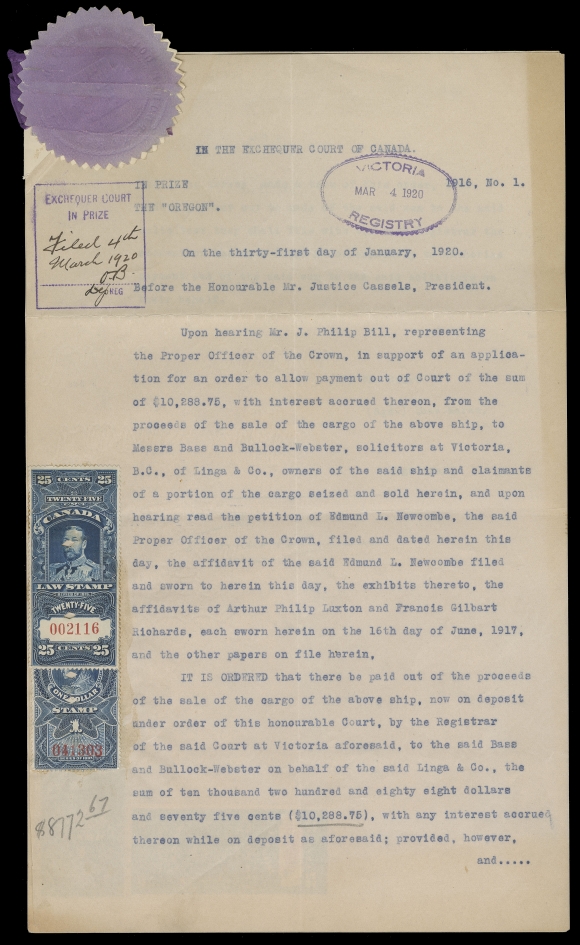 IN THE EXCHEQUER COURT OF CANADA.
VICTORIA
MAR 4 1920
REGISTRY
IN PRIZE 1916, No. 1.
THE "OREGON".
EXCHEQUER COURT
IN PRIZE
Filed 4th
March 1920
REG
On the thirty-first day of January, 1920.
Before the Honourable Mr. Justice Cassels, President.
Upon hearing Mr. J. Philip Bill, representing
the Proper Officer of the Crown, in support of an applica-
tion for an order to allow payment out of Court of the sum
of $10,288.75, with interest accrued thereon, from the
proceeds of the sale of the cargo of the above ship, to
Messrs Bass and Bullock-Webster, solicitors at Victoria,
B.C., of Linga & Co., owners of the said ship and claimants
of a portion of the cargo seized and sold herein, and upon
hearing read the petition of Edmund L. Newcombe, the said
Proper Officer of the Crown, filed and dated herein this
day, the affidavit of the said Edmund L. Newcombe filed
and sworn to herein this day, the exhibits thereto, the
affidavits of Arthur Philip Luxton and Francis Gilbart
Richards, each sworn herein on the 16th day of June, 1917,
and the other papers on file herein,
IT IS ORDERED that there be paid out of the proceeds
of the sale of the cargo of the above ship, now on deposit
under order of this honourable Court, by the Registrar
of the said Court at Victoria aforesaid, to the said Bass
and Bullock-Webster on behalf of the said Linga & Co., the
sum of ten thousand two hundred and eighty eight dollars
and seventy five cents ($10,288.75), with any interest accrued
thereon while on deposit as aforesaid; provided, however,
and.....
25 CENTS 25
TWENTY-FIVE
CANADA
LAW STAMP
TWENTY-FIVE
002116
25 CENTS 25
ONE DOLLAR
STAMP
1
041303